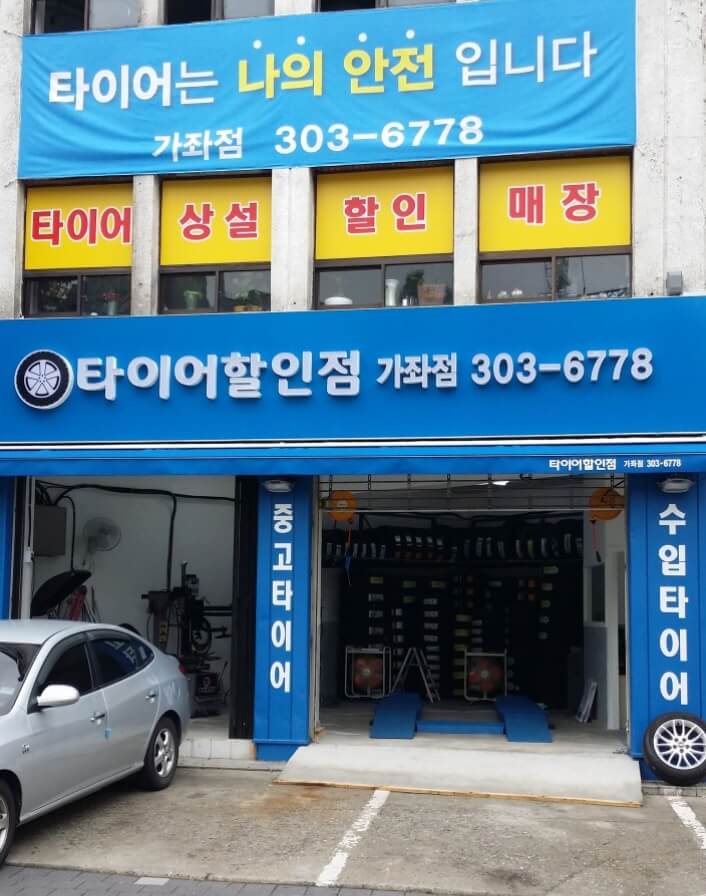 타이어는 나의 안전 입니다
가좌점 303-6778
타이어 상설 할인 매장
타이어할인점 가좌점 303-6778
타이어할인점 가좌점 303-6778
중고타이어
수입타이어